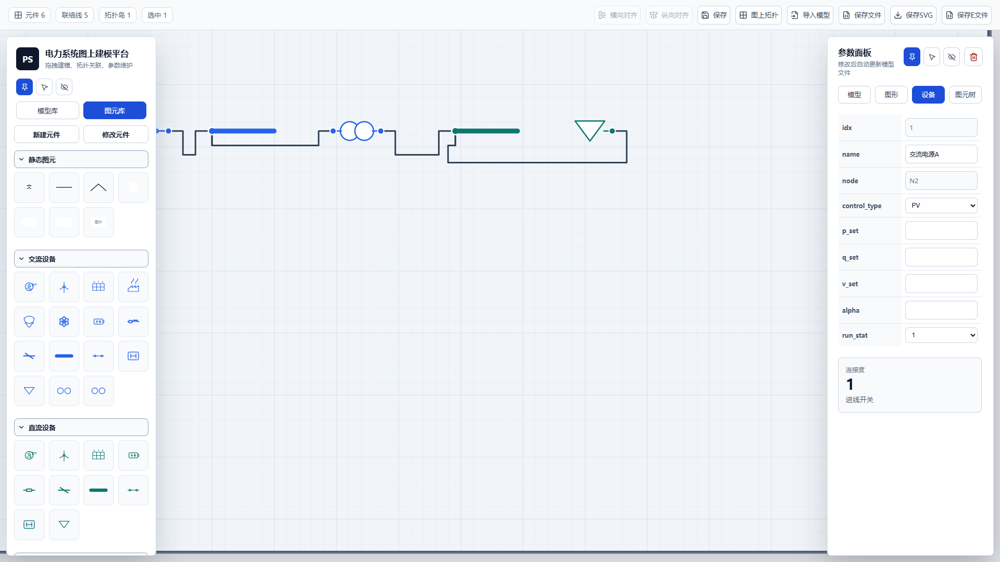 元件 6
联络线 5
拓扑岛 1
选中 1
横向对齐
纵向对齐
保存
图上拓扑
导入模型
保存文件
保存SVG
保存E文件
PS
电力系统图上建模平台
拖拽建模、拓扑关联、参数维护
模型库
图元库
新建元件
修改元件
静态图元
文
图片
交流设备
直流设备
参数面板
修改后自动更新模型
文件
模型
图形
设备
图元树
idx
1
name
交流电源A
node
N2
control_type
PV
p_set
q_set
v_set
alpha
run_stat
1
连接度
1
进线开关